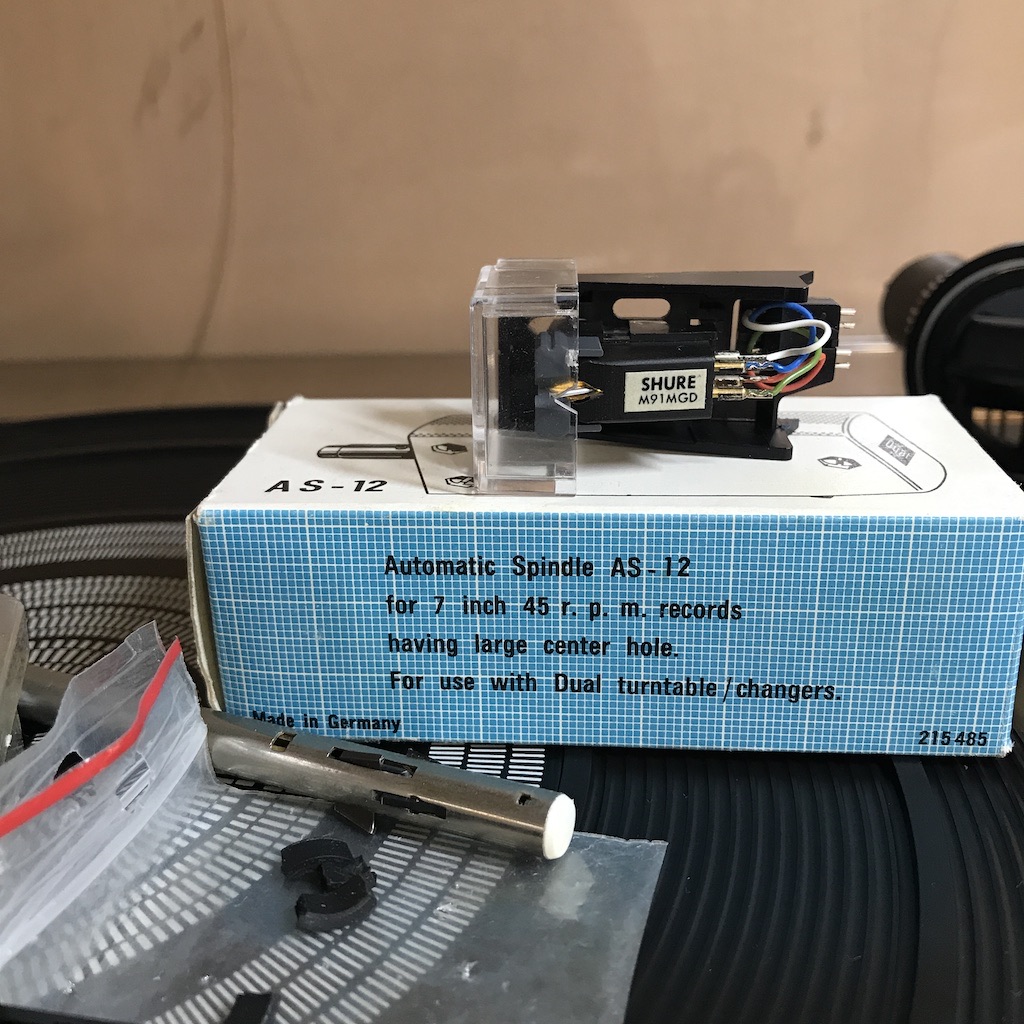 SHURE
M91MGD
Dual
AS-12
Automatic Spindle AS-12
for 7 inch 45 r. p. m. records
having large center hole.
For use with Dual turntable/changers.
Made in Germany
215 485